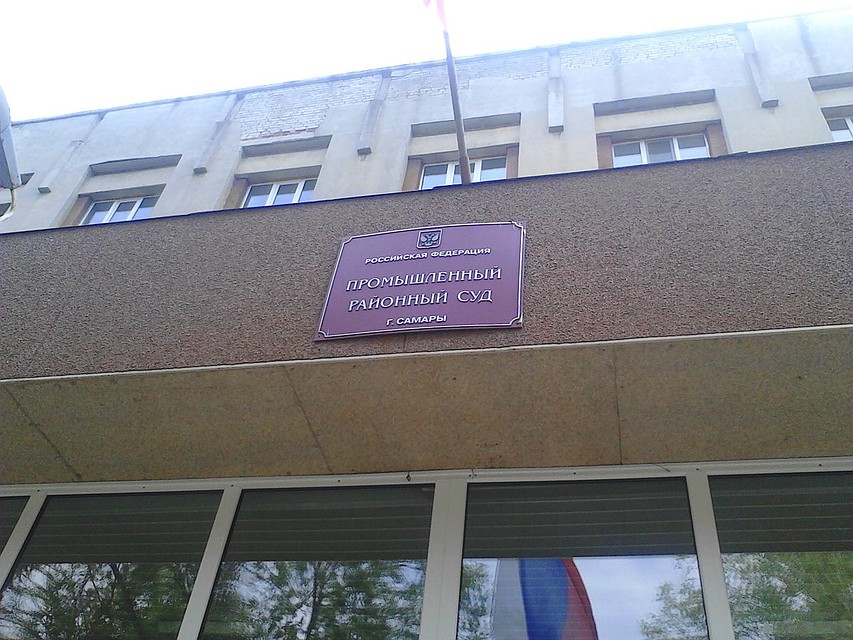 РОССИЙСКАЯ ФЕДЕРАЦИЯ
ПРОМЫШЛЕННЫЙ
РАЙОННЫЙ СУД
Г. САМАРЫ